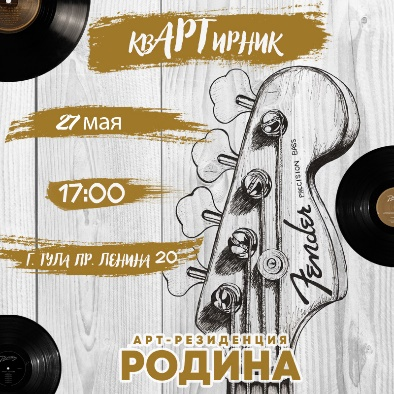 квАРТирник
27 мая
17:00
Г. ТУЛА ПР. ЛЕНИНА 20
Fender
PRECISION BASS
АРТ-РЕЗИДЕНЦИЯ
РОДИНА